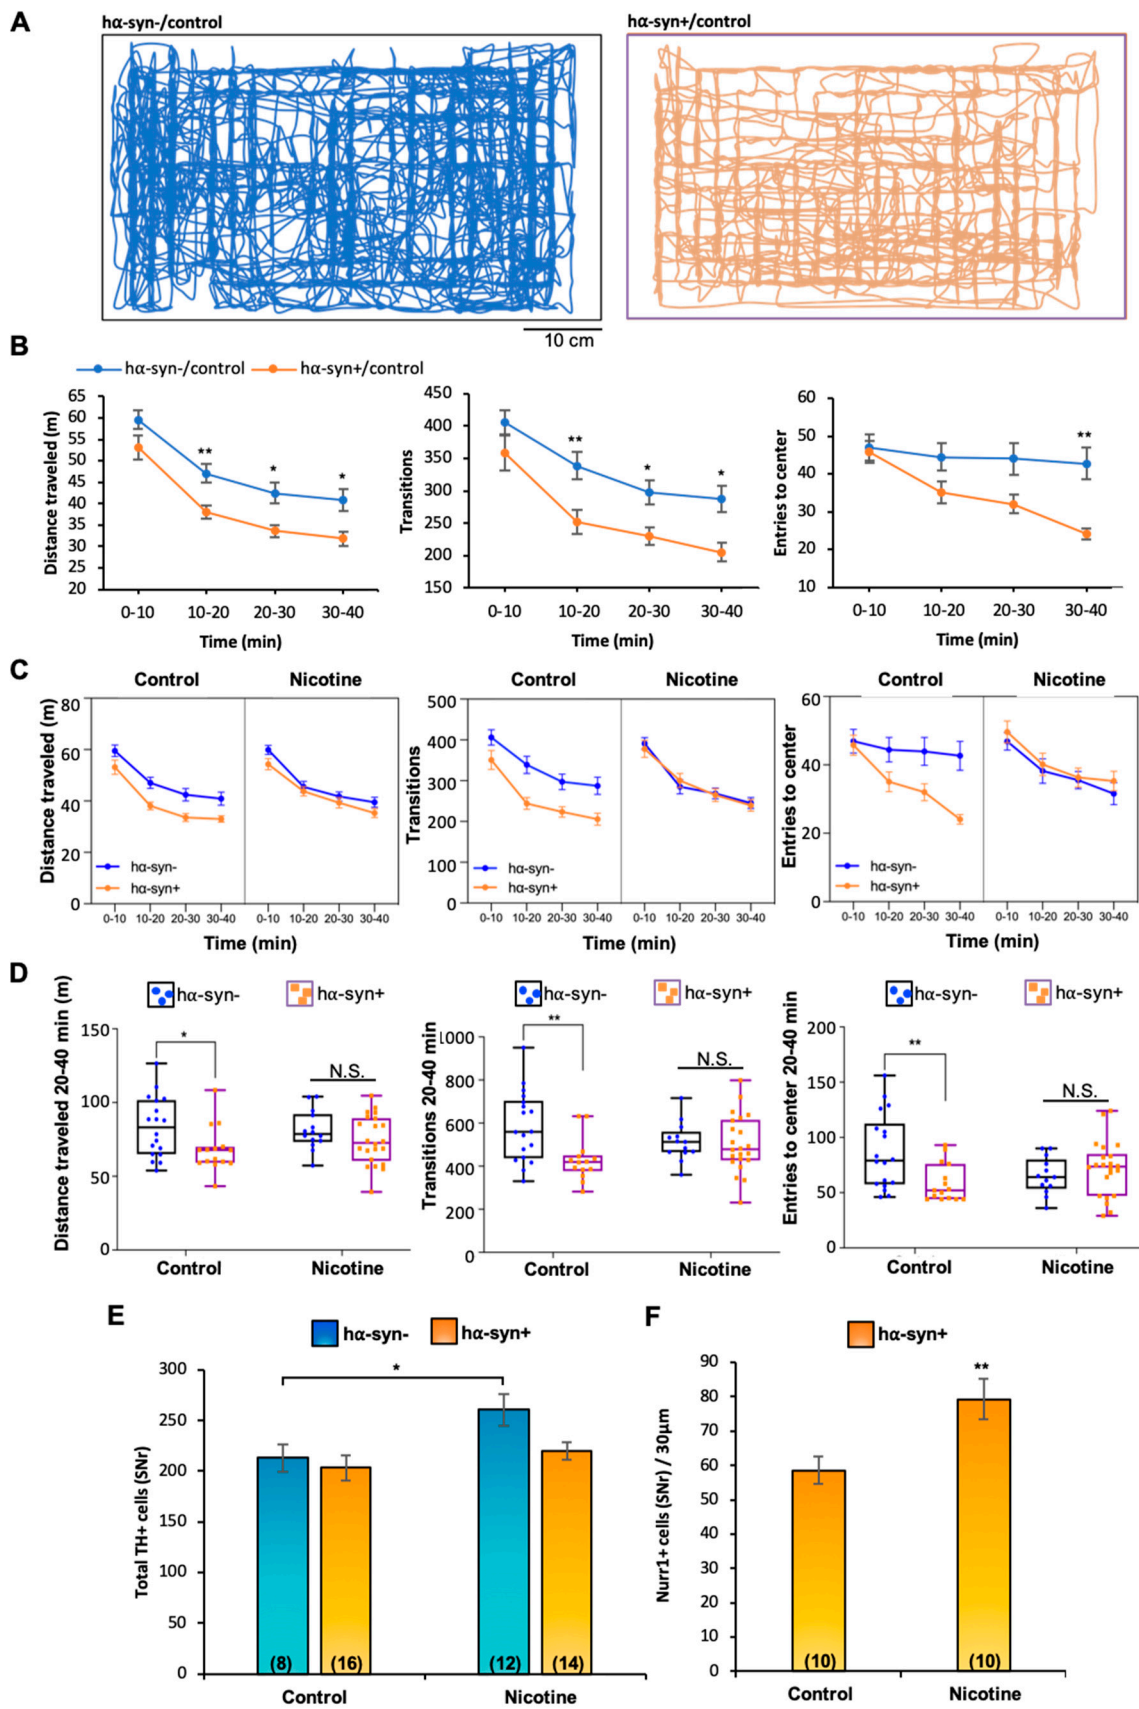 A
hα-syn-/control
hα-syn+/control
10 cm
B
hα-syn-/control hα-syn+/control
Distance traveled (m)
65
60
55
50
45
40
35
30
25
20
**
*
*
0-10 10-20 20-30 30-40
Time (min)
Transitions
450
400
350
300
250
200
150
**
*
*
0-10 10-20 20-30 30-40
Time (min)
Entries to center
60
50
40
30
20
10
**
0-10 10-20 20-30 30-40
Time (min)
C
Control Nicotine
Distance traveled (m)
80
60
40
20
0
hα-syn-
hα-syn+
0-10 10-20 20-30 30-40 0-10 10-20 20-30 30-40
Time (min)
Control Nicotine
Transitions
500
400
300
200
100
0
hα-syn-
hα-syn+
0-10 10-20 20-30 30-40 0-10 10-20 20-30 30-40
Time (min)
Control Nicotine
Entries to center
60
40
20
0
hα-syn-
hα-syn+
0-10 10-20 20-30 30-40 0-10 10-20 20-30 30-40
Time (min)
D
hα-syn- hα-syn+
Distance traveled 20-40 min (m)
150
100
50
0
*
N.S.
Control Nicotine
hα-syn- hα-syn+
Transitions 20-40 min
1000
800
600
400
200
0
**
N.S.
Control Nicotine
hα-syn- hα-syn+
Entries to center 20-40 min
200
150
100
50
0
**
N.S.
Control Nicotine
E
hα-syn- hα-syn+
Total TH+ cells (SNr)
300
250
200
150
100
50
0
*
(8) (16) (12) (14)
Control Nicotine
F
hα-syn+
Nurr1+ cells (SNr) / 30µm
90
80
70
60
50
40
30
20
10
0
**
(10) (10)
Control Nicotine